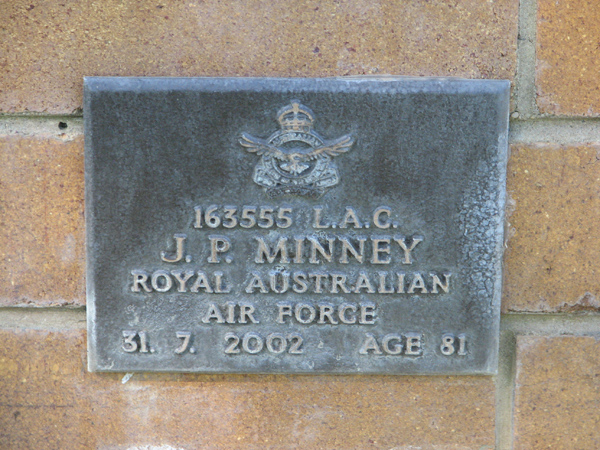 163555 L.A.C.
J. P. MINNEY
ROYAL AUSTRALIAN
AIR FORCE
31. 7. 2002 AGE 81